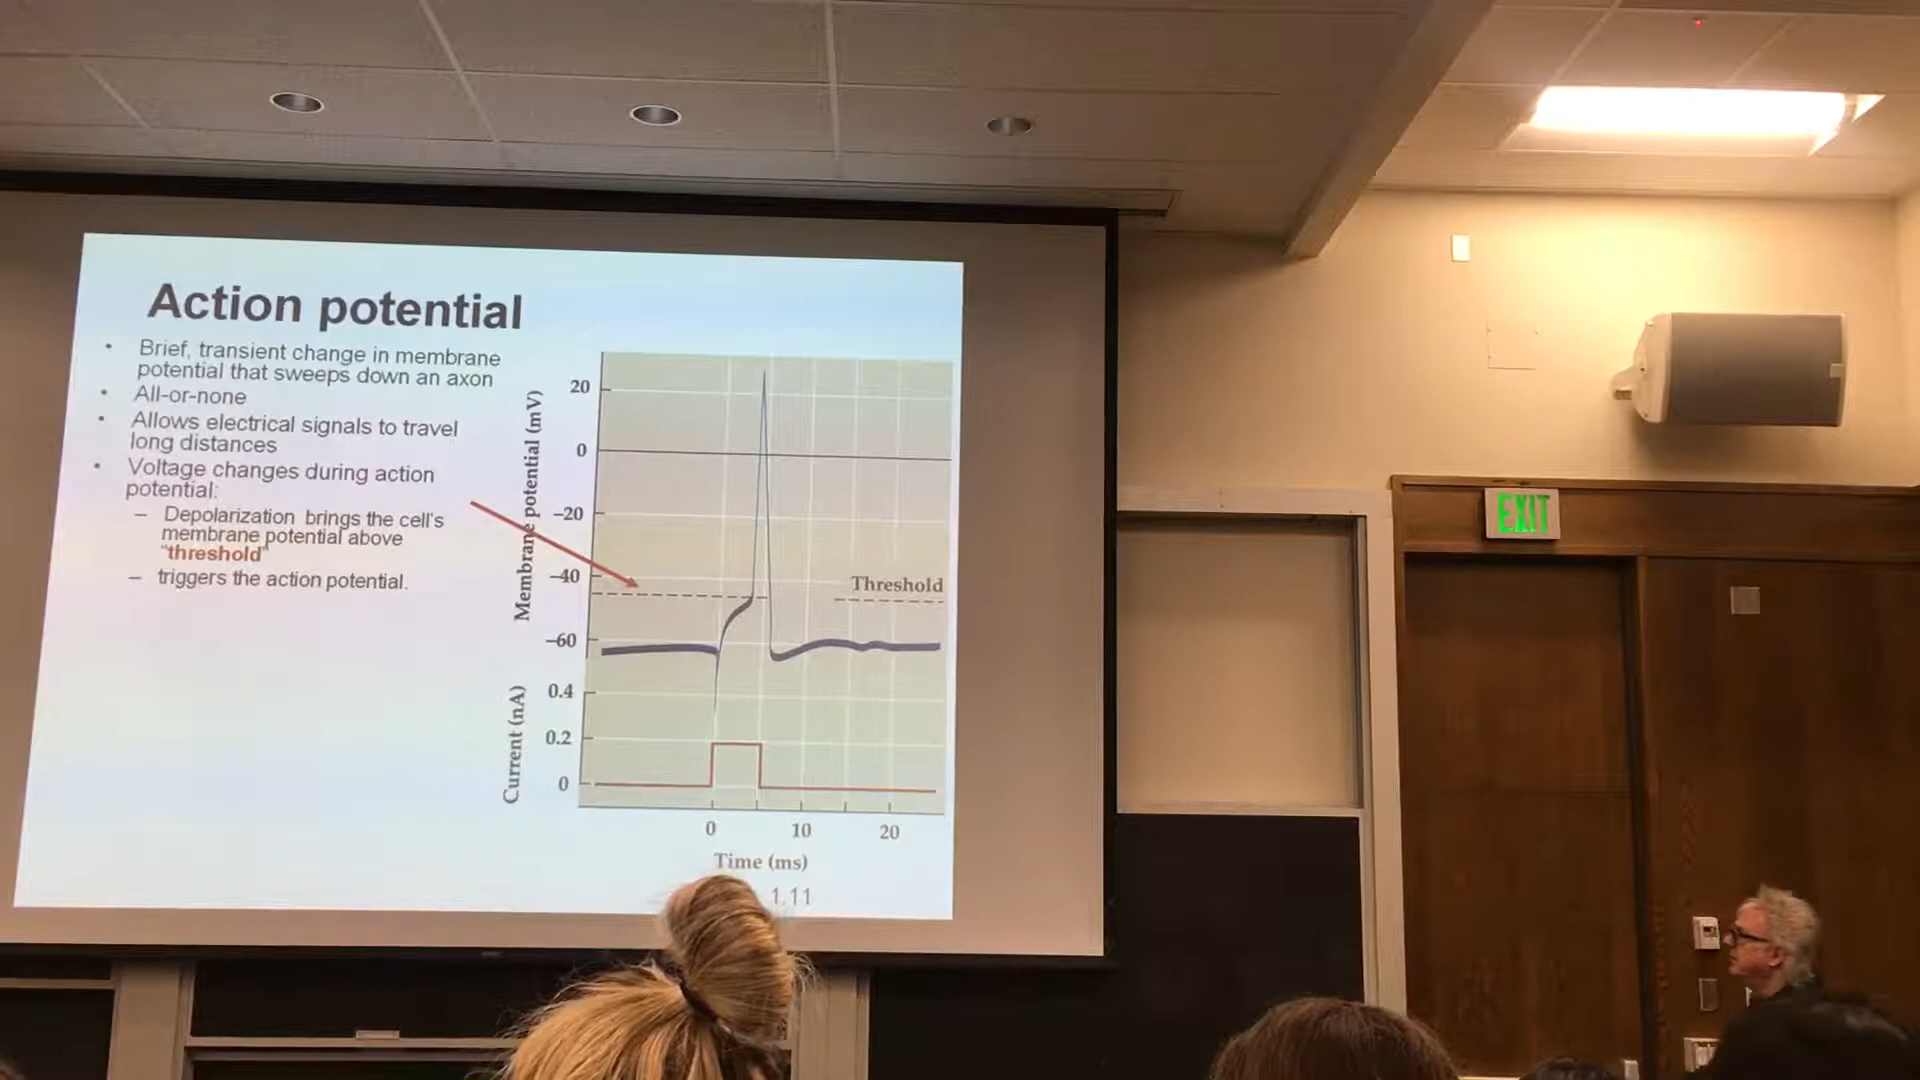 Action potential
• Brief, transient change in membrane
potential that sweeps down an axon
• All-or-none
• Allows electrical signals to travel
long distances
• Voltage changes during action
potential:
– Depolarization brings the cell's
membrane potential above
"threshold"
– triggers the action potential.
Membrane potential (mV)
20
0
–20
–40
–60
Threshold
Current (nA)
0.4
0.2
0
0 10 20
Time (ms)
1.11
EXIT